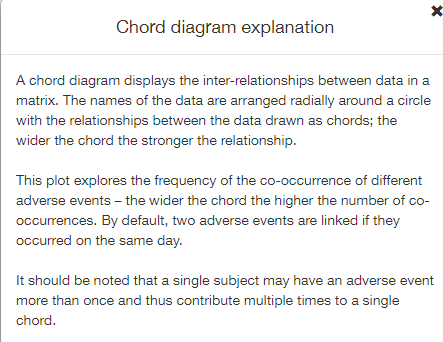 Chord diagram explanation
A chord diagram displays the inter-relationships between data in a
matrix. The names of the data are arranged radially around a circle
with the relationships between the data drawn as chords; the
wider the chord the stronger the relationship.
This plot explores the frequency of the co-occurrence of different
adverse events – the wider the chord the higher the number of co-
occurrences. By default, two adverse events are linked if they
occurred on the same day.
It should be noted that a single subject may have an adverse event
more than once and thus contribute multiple times to a single
chord.